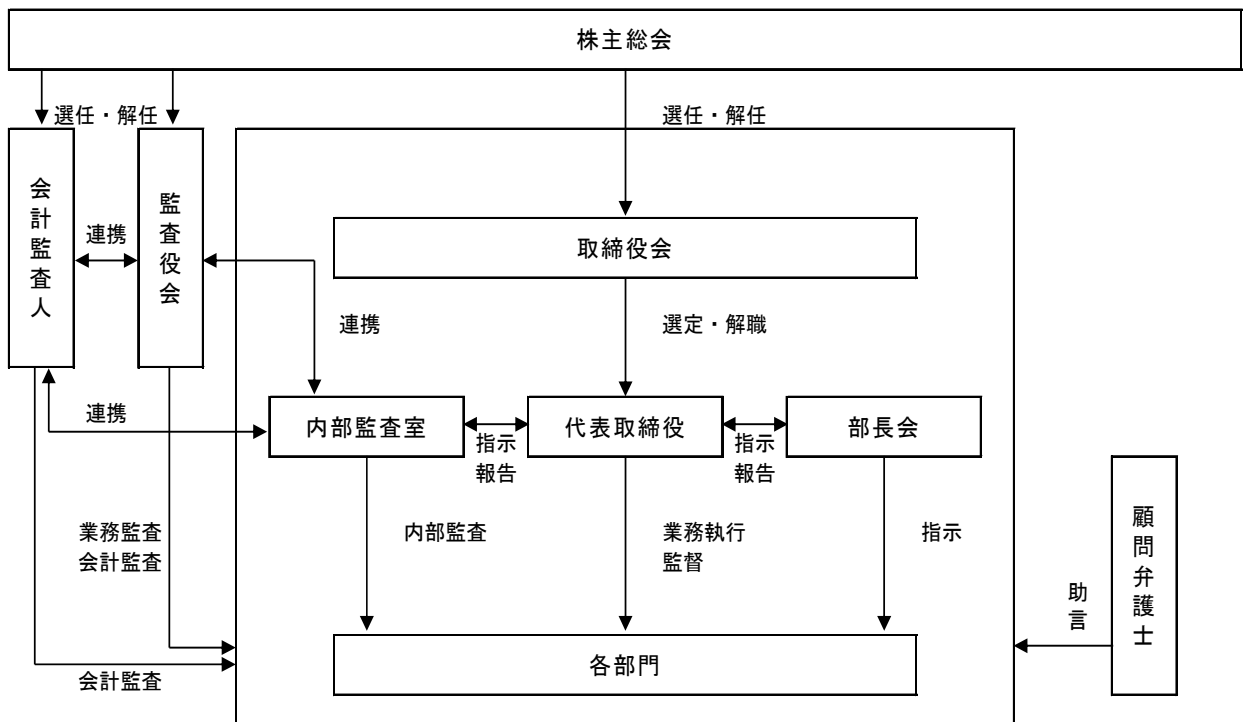 株主総会
選任・解任
選任・解任
会計監査人
監査役会
連携
取締役会
連携
選定・解職
連携
内部監査室
代表取締役
部長会
指示
報告
指示
報告
業務監査
会計監査
内部監査
業務執行
監督
指示
顧問弁護士
助言
各部門
会計監査